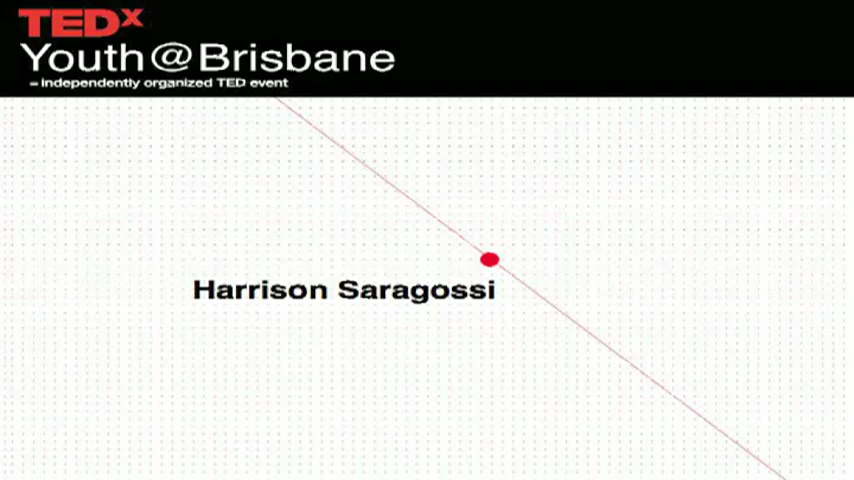 TEDx
Youth@Brisbane
= independently organized TED event
Harrison Saragossi